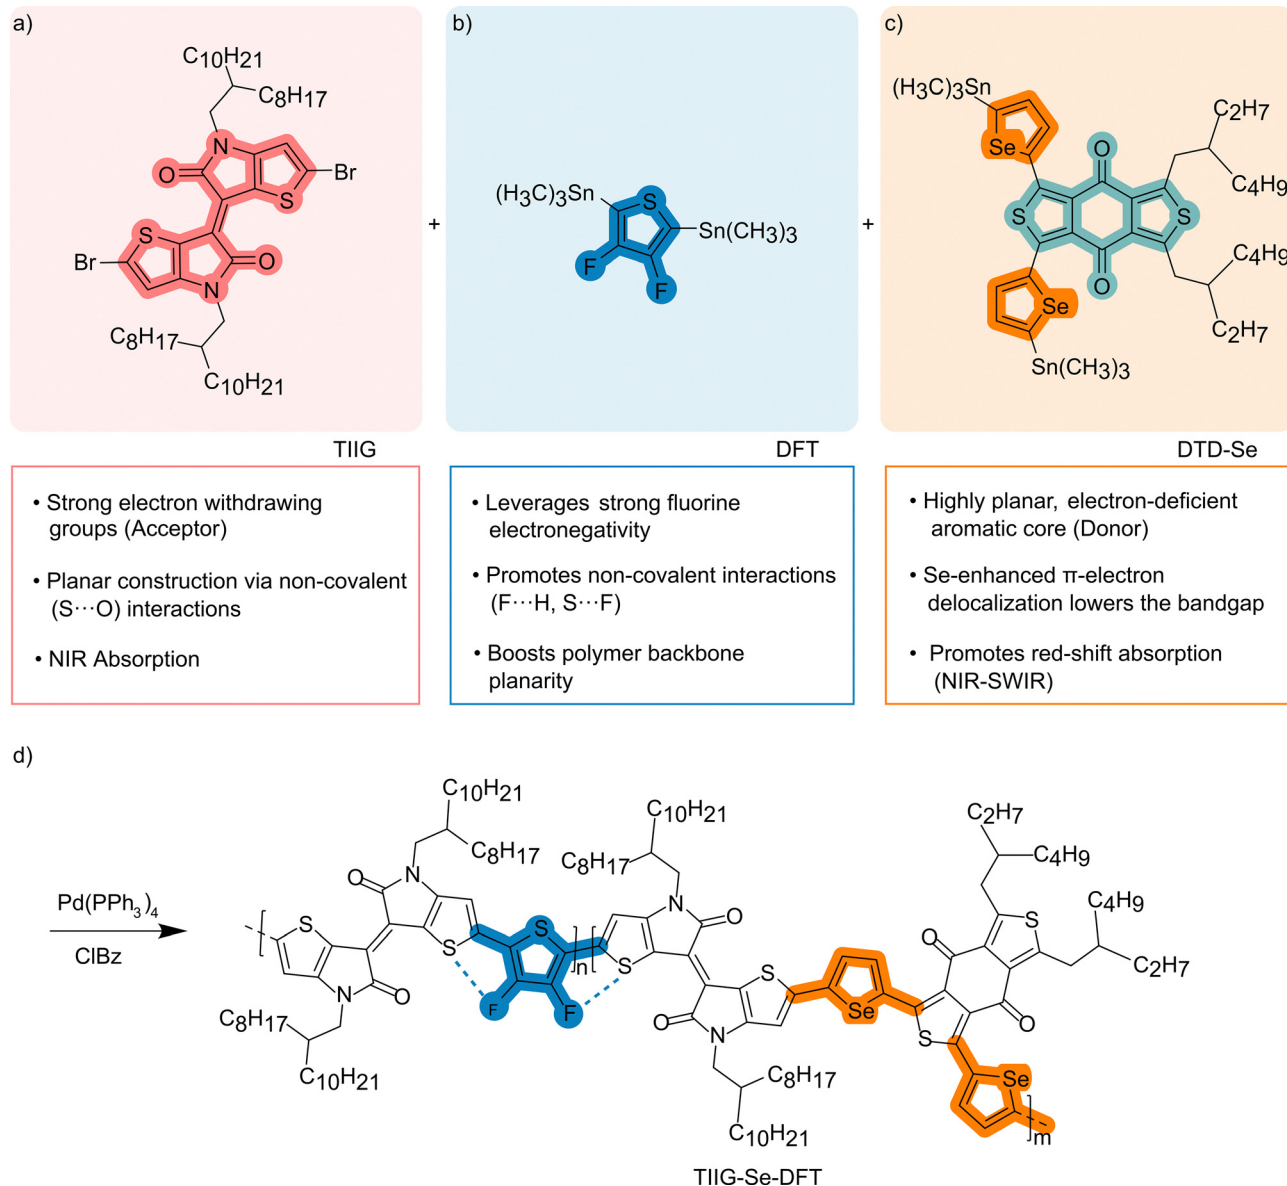 a)
C10H21
C8H17
N
O
Br
S
S
Br
O
N
C8H17
C10H21
TIIG
+
b)
(H3C)3Sn
S
Sn(CH3)3
F
F
DFT
+
c)
(H3C)3Sn
Se
O
C2H7
C4H9
S
S
O
C4H9
Se
C2H7
Sn(CH3)3
DTD-Se
• Strong electron withdrawing
groups (Acceptor)
• Planar construction via non-covalent
(S···O) interactions
• NIR Absorption
• Leverages strong fluorine
electronegativity
• Promotes non-covalent interactions
(F···H, S···F)
• Boosts polymer backbone
planarity
• Highly planar, electron-deficient
aromatic core (Donor)
• Se-enhanced π-electron
delocalization lowers the bandgap
• Promotes red-shift absorption
(NIR-SWIR)
d)
Pd(PPh3)4
ClBz
C10H21
C8H17
O
N
S
S
S
N
O
F
F
n
C8H17
C10H21
C10H21
C8H17
N
O
S
S
O
N
C8H17
C10H21
Se
C2H7
C4H9
C4H9
C2H7
O
S
S
O
Se
m
TIIG-Se-DFT